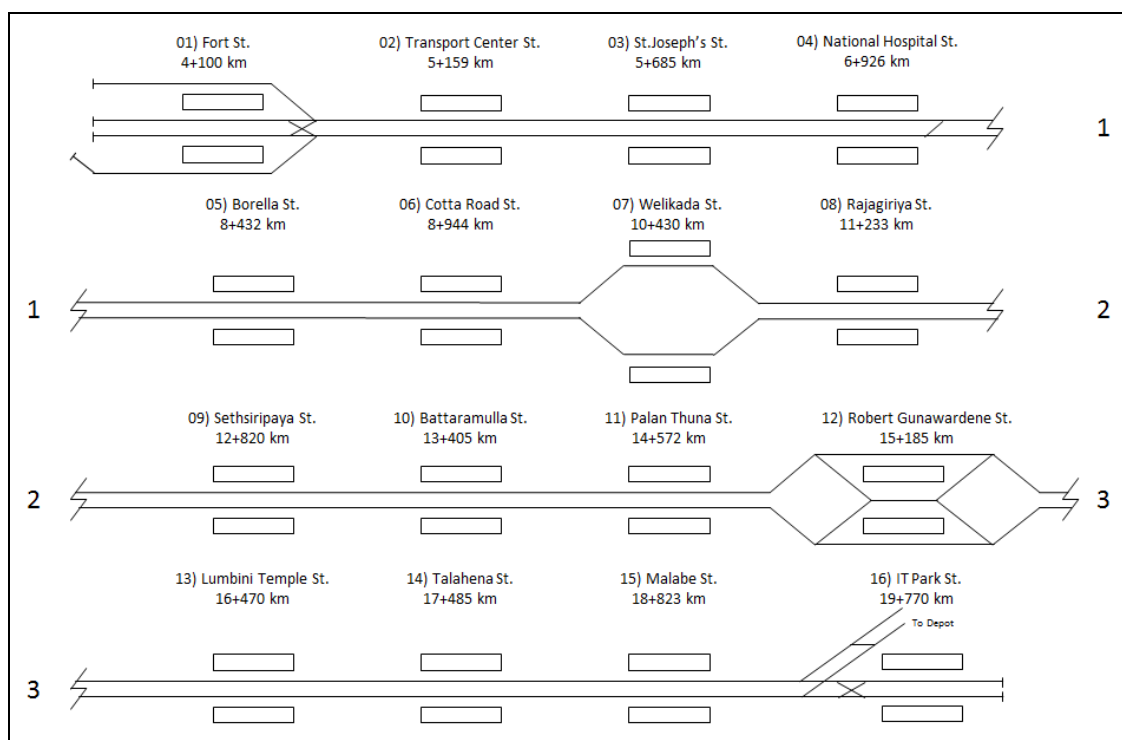 01) Fort St.
4+100 km
02) Transport Center St.
5+159 km
03) St.Joseph's St.
5+685 km
04) National Hospital St.
6+926 km
1
05) Borella St.
8+432 km
06) Cotta Road St.
8+944 km
07) Welikada St.
10+430 km
08) Rajagiriya St.
11+233 km
1
2
09) Sethsiripaya St.
12+820 km
10) Battaramulla St.
13+405 km
11) Palan Thuna St.
14+572 km
12) Robert Gunawardene St.
15+185 km
2
3
13) Lumbini Temple St.
16+470 km
14) Talahena St.
17+485 km
15) Malabe St.
18+823 km
16) IT Park St.
19+770 km
To Depot
3